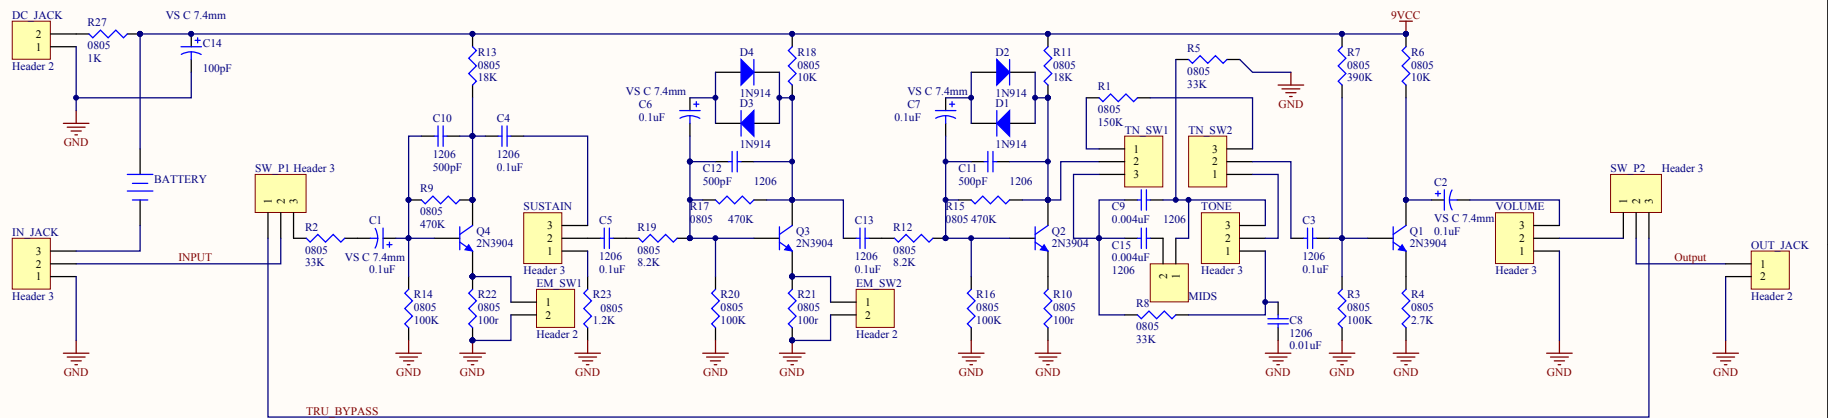 DC_JACK
2
1
Header 2
R27
0805
1K
VS C 7.4mm
+
C14
100pF
GND
BATTERY
IN_JACK
3
2
1
Header 3
GND
INPUT
SW_P1 Header 3
1
2
3
R2
0805
33K
C1
+
VS C 7.4mm
0.1uF
R13
0805
18K
C10
1206
500pF
C4
1206
0.1uF
R9
0805
470K
Q4
2N3904
R14
0805
100K
GND
R22
0805
100r
GND
EM_SW1
1
2
Header 2
SUSTAIN
3
2
1
Header 3
R23
0805
1.2K
GND
C5
1206
0.1uF
R19
0805
8.2K
VS C 7.4mm
C6
0.1uF
+
D4
1N914
D3
1N914
R18
0805
10K
C12
500pF
1206
R17
0805
470K
Q3
2N3904
R20
0805
100K
GND
R21
0805
100r
GND
EM_SW2
1
2
Header 2
C13
1206
0.1uF
R12
0805
8.2K
VS C 7.4mm
C7
0.1uF
+
D2
1N914
D1
1N914
R11
0805
18K
C11
500pF
1206
R15
0805 470K
Q2
2N3904
R16
0805
100K
GND
R10
0805
100r
GND
R1
0805
150K
R5
0805
33K
GND
TN_SW1
1
2
3
TN_SW2
3
2
1
C9
0.004uF
1206
C15
0.004uF
1206
2
1
MIDS
TONE
3
2
1
Header 3
R8
0805
33K
C8
1206
0.01uF
GND
C3
1206
0.1uF
9VCC
R7
0805
390K
R6
0805
10K
Q1
2N3904
R3
0805
100K
GND
R4
0805
2.7K
GND
C2
+
VS C 7.4mm
0.1uF
VOLUME
3
2
1
Header 3
GND
SW_P2
Header 3
1
2
3
Output
OUT_JACK
1
2
Header 2
GND
TRU_BYPASS